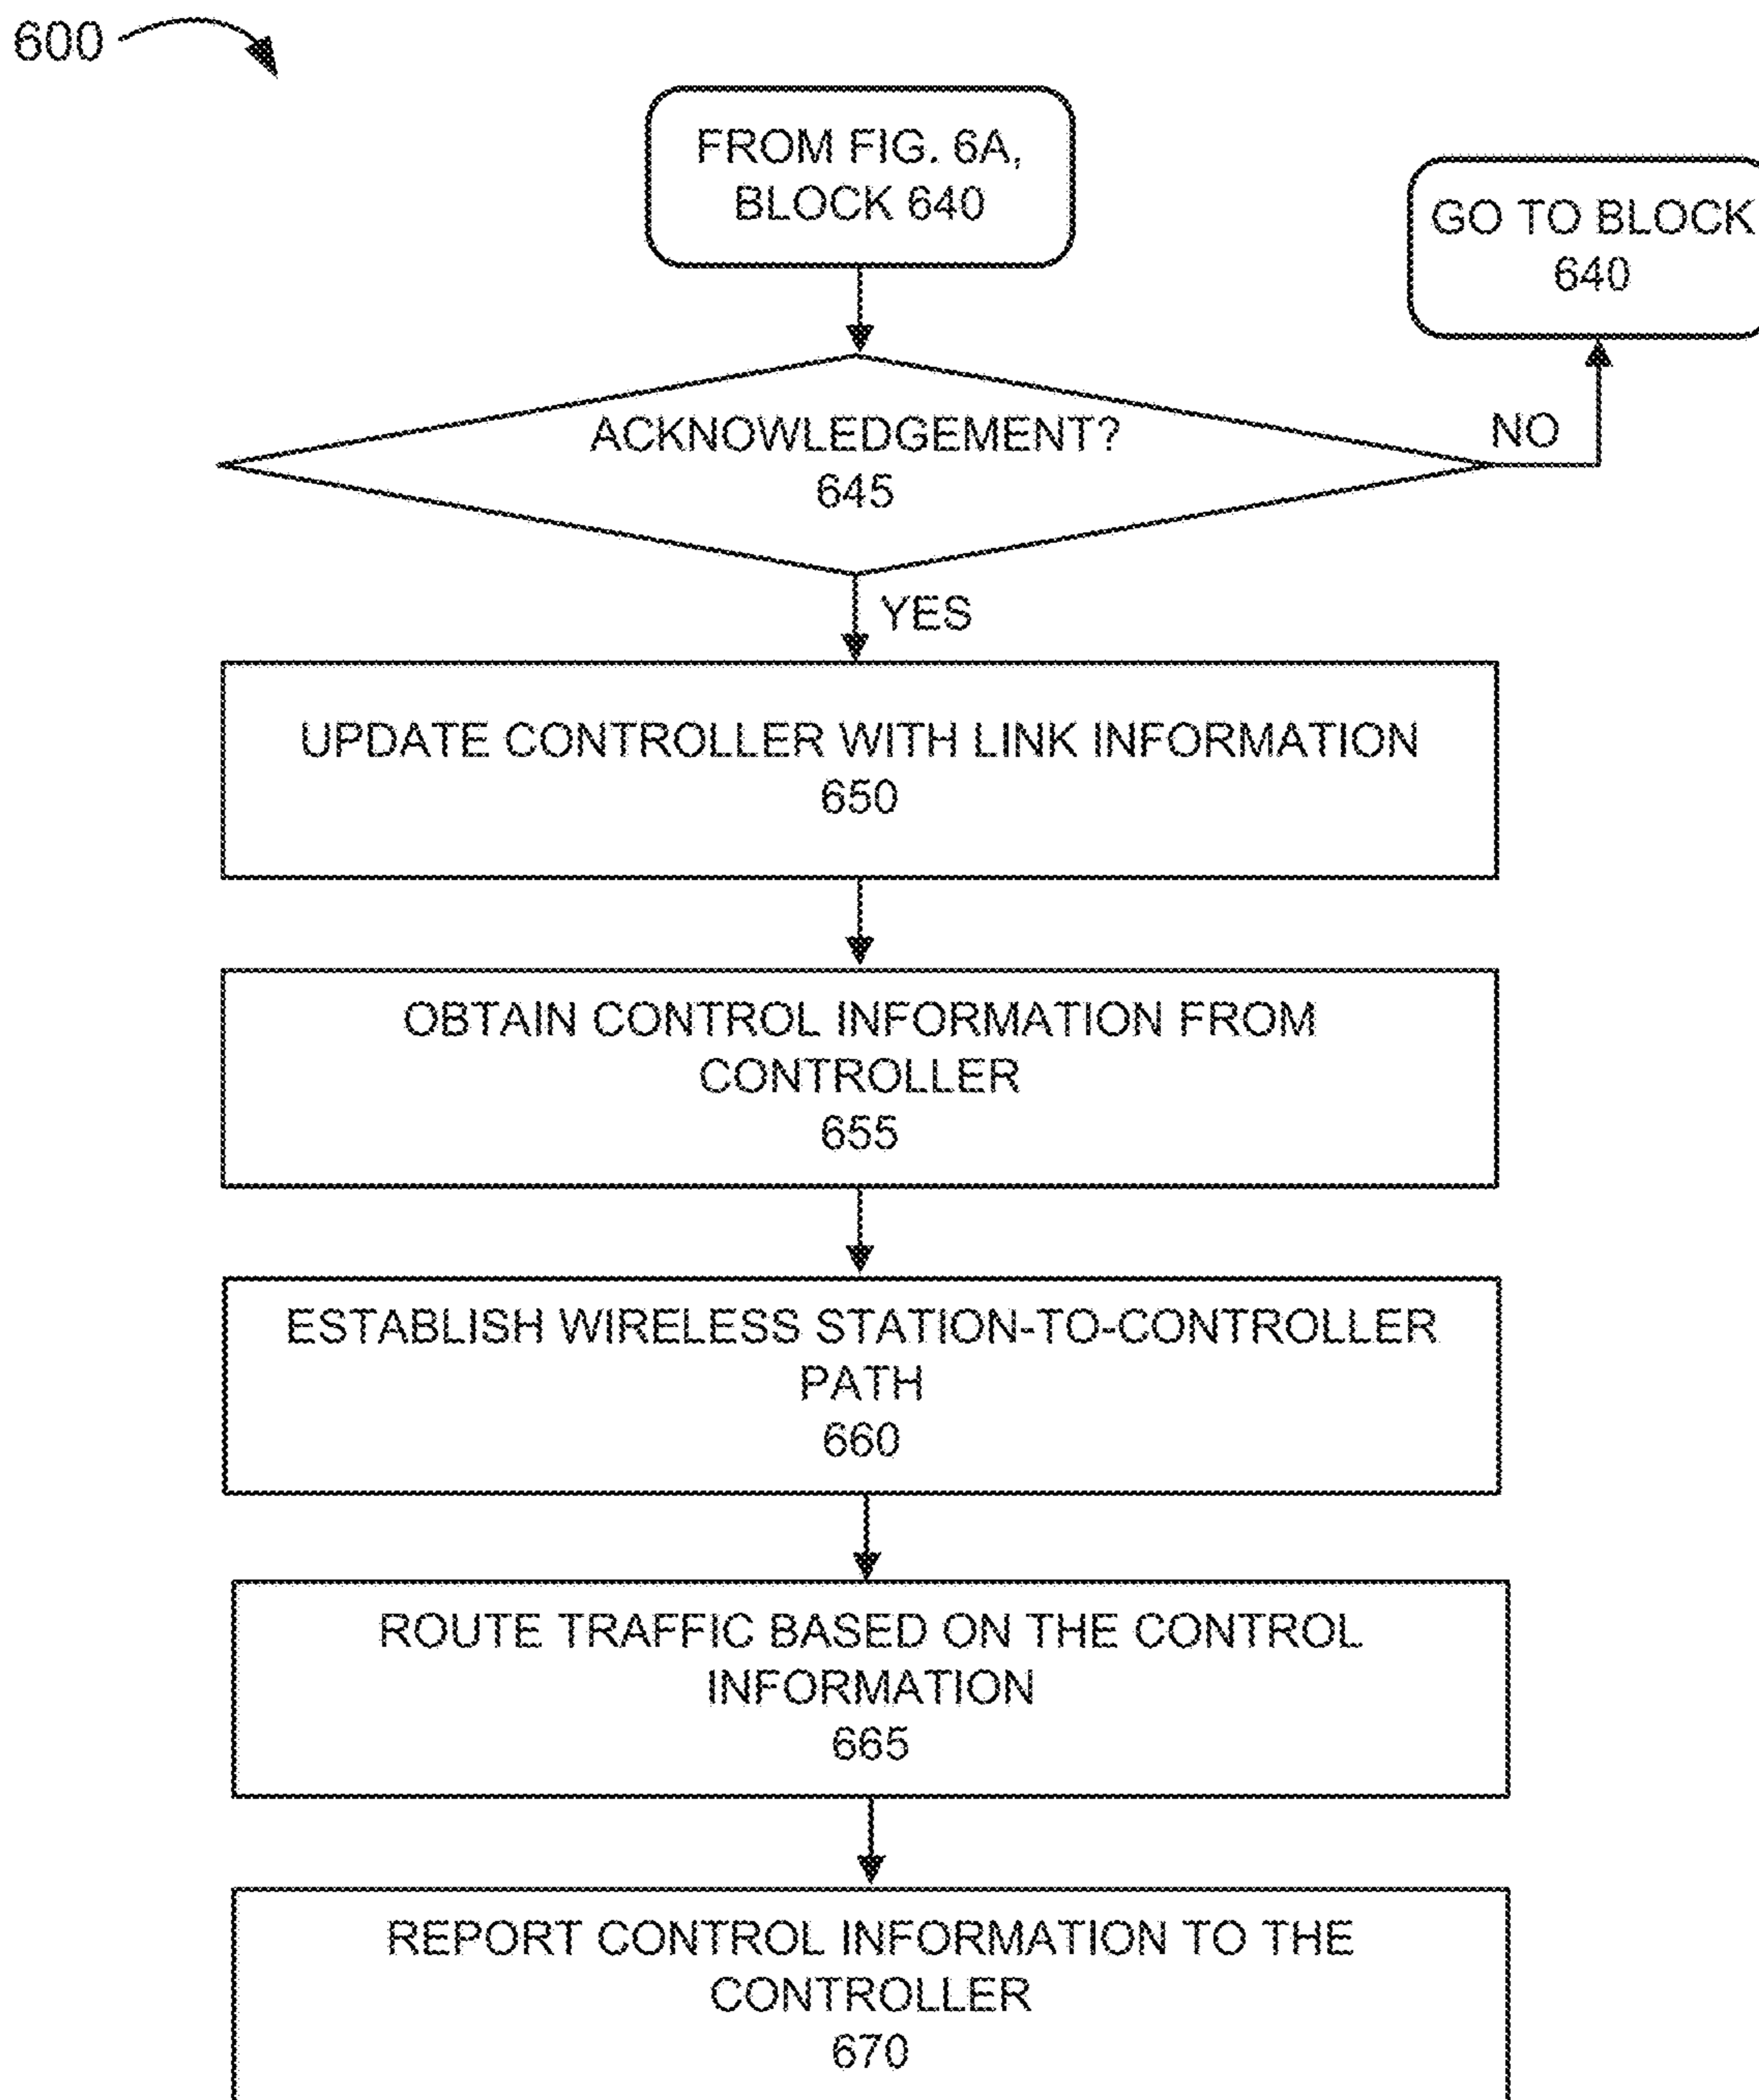 600
FROM FIG. 6A,
BLOCK 640
GO TO BLOCK
640
ACKNOWLEDGEMENT?
645
NO
YES
UPDATE CONTROLLER WITH LINK INFORMATION
650
OBTAIN CONTROL INFORMATION FROM
CONTROLLER
655
ESTABLISH WIRELESS STATION-TO-CONTROLLER
PATH
660
ROUTE TRAFFIC BASED ON THE CONTROL
INFORMATION
665
REPORT CONTROL INFORMATION TO THE
CONTROLLER
670